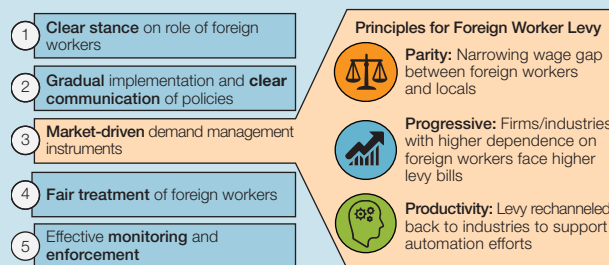 1
Clear stance on role of foreign
workers
2
Gradual implementation and clear
communication of policies
3
Market-driven demand management
instruments
4
Fair treatment of foreign workers
5
Effective monitoring and
enforcement
Principles for Foreign Worker Levy
Parity: Narrowing wage gap
between foreign workers
and locals
Progressive: Firms/industries
with higher dependence on
foreign workers face higher
levy bills
Productivity: Levy rechanneled
back to industries to support
automation efforts